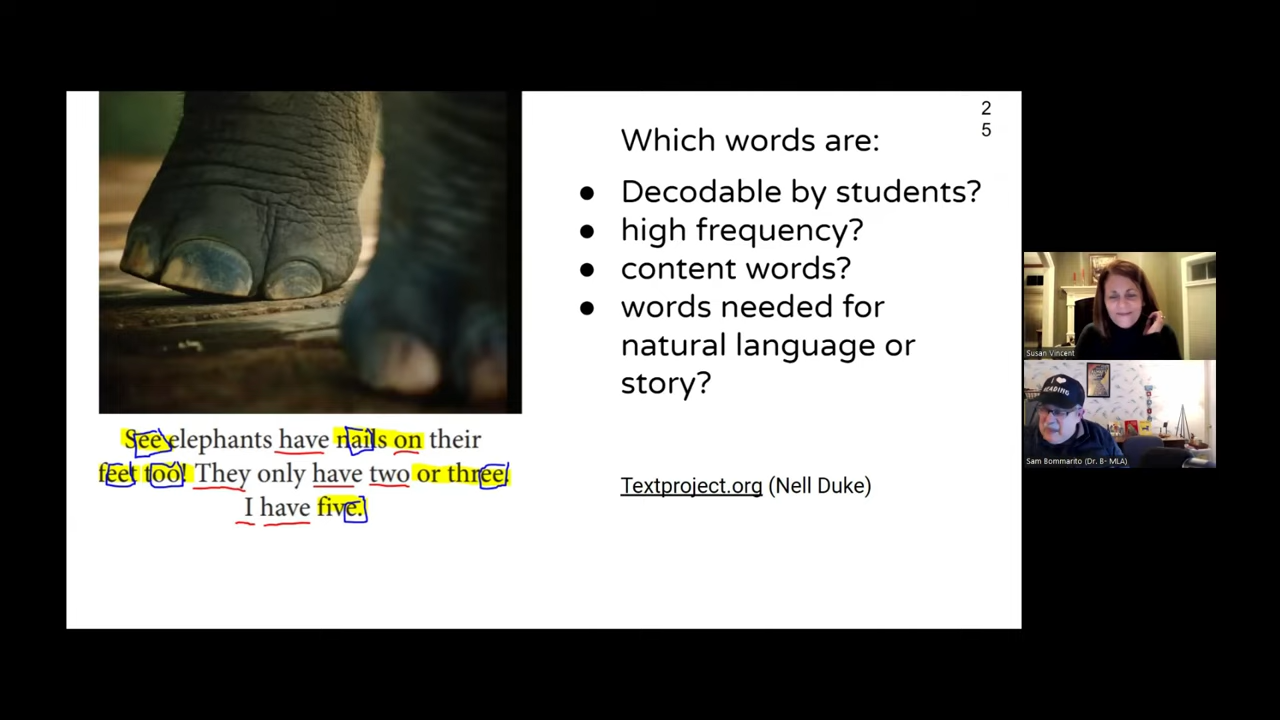 2
5
Which words are:
● Decodable by students?
● high frequency?
● content words?
● words needed for
natural language or
story?
See elephants have nails on their
feet too! They only have two or three.
I have five.
Textproject.org (Nell Duke)
Susan Vincent
READING
Sam Bommarito (Dr. B- MLA)